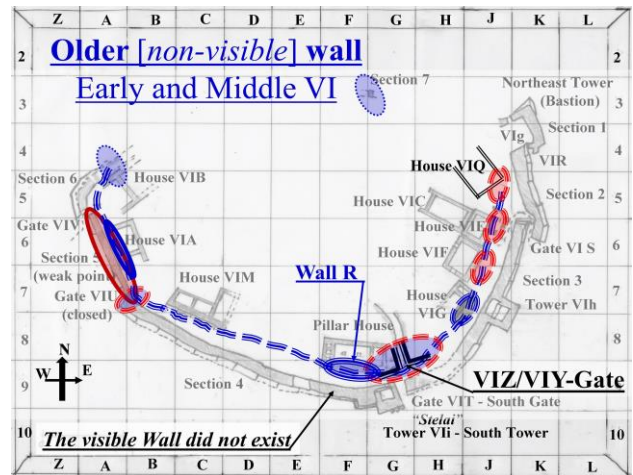 Z A B C D E F G H J K L
2 2
Older [non-visible] wall
Early and Middle VI
Section 7
3 3
Northeast Tower
(Bastion)
VIg
Section 1
4 4
House VIQ
VIR
Section 6
House VIB
Section 2
5 5
House VIC
Gate VIV
House VIE
6 6
House VIA
Section 5
House VIF
Gate VI S
(weak point)
Wall R
Section 3
7 7
House VIM
Gate VIU
(closed)
House
VIG
Tower VIh
Pillar House
8 8
N
W E
VIZ/VIY-Gate
Section 4
9 9
Gate VIT - South Gate
"Stelai"
The visible Wall did not exist
Tower VIi - South Tower
10 10
Z A B C D E F G H J K L